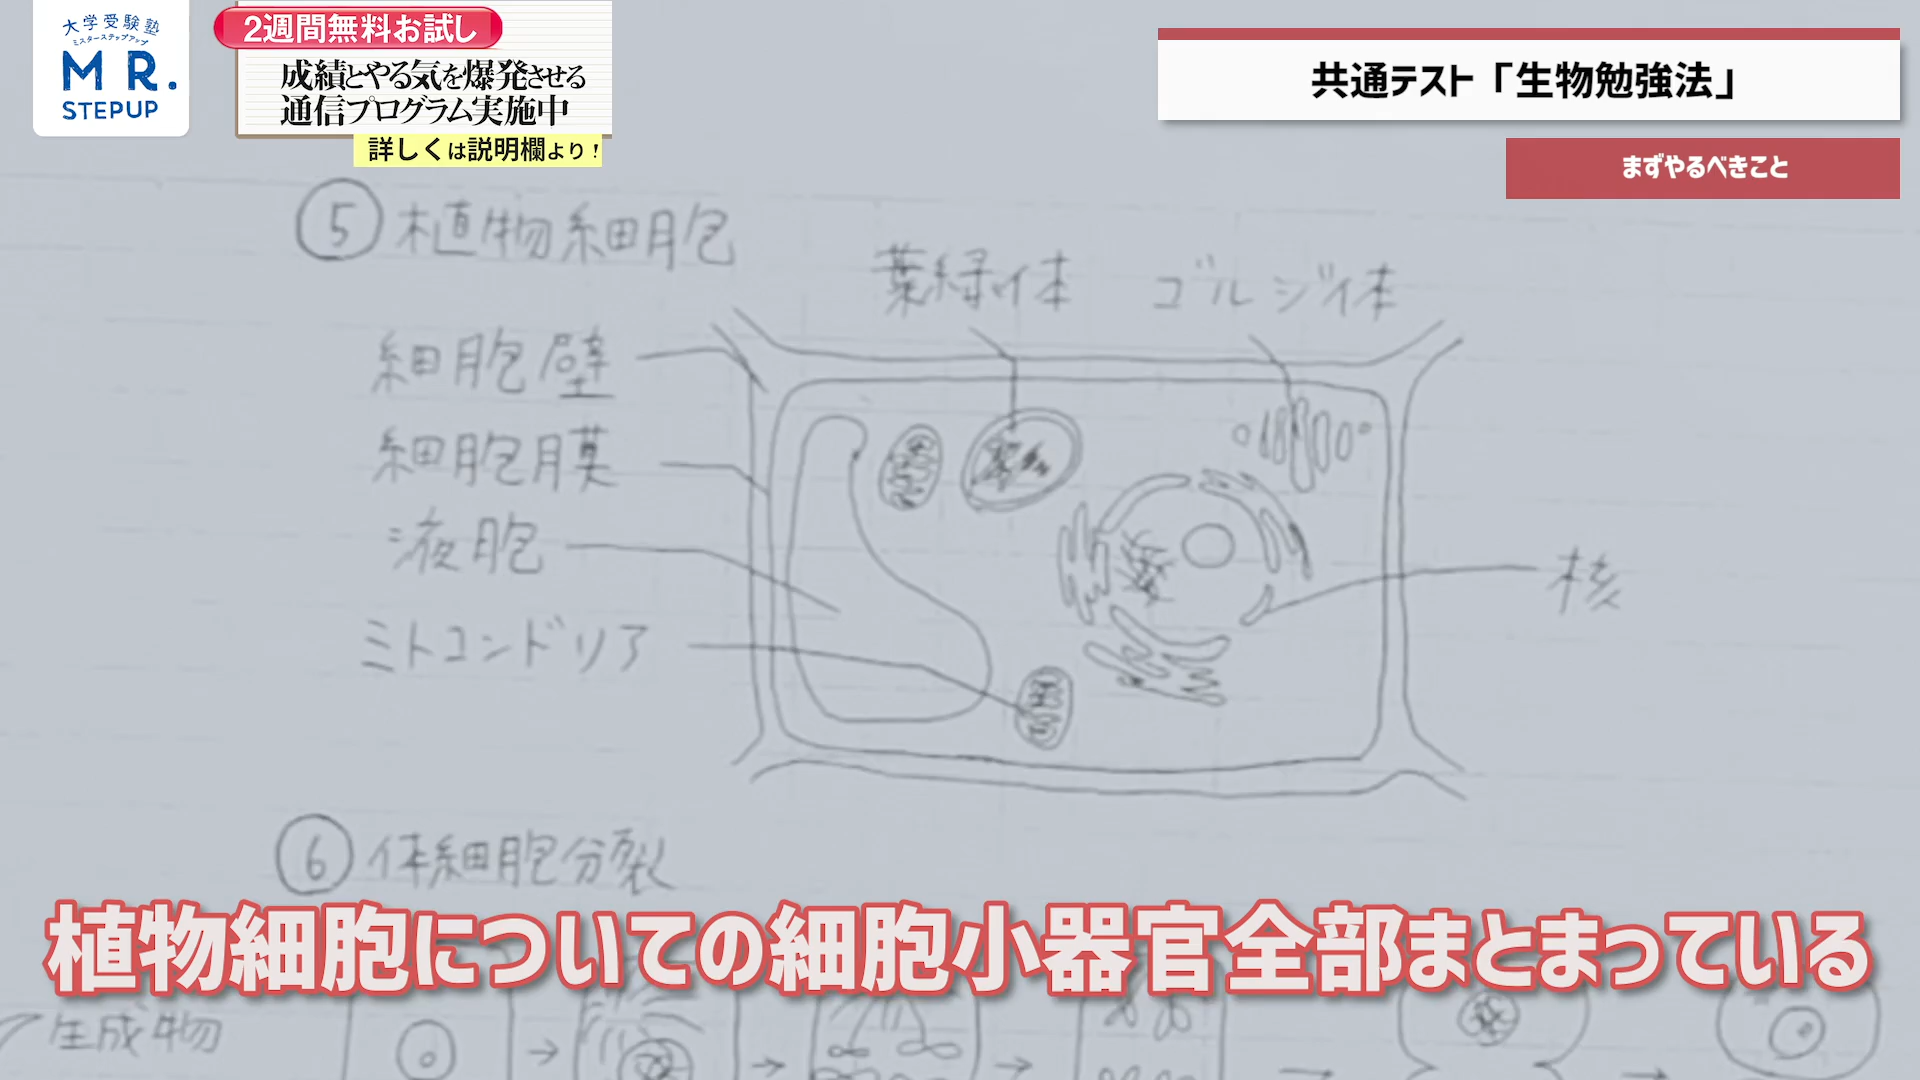 大学受験塾
ミスターステップアップ
MR.
STEPUP
2週間無料お試し
成績とやる気を爆発させる
通信プログラム実施中
詳しくは説明欄より！
共通テスト「生物勉強法」
まずやるべきこと
⑤植物細胞
葉緑体
ゴルジ体
細胞壁
細胞膜
液胞
ミトコンドリア
核
⑥体細胞分裂
植物細胞についての細胞小器官全部まとまっている
生成物